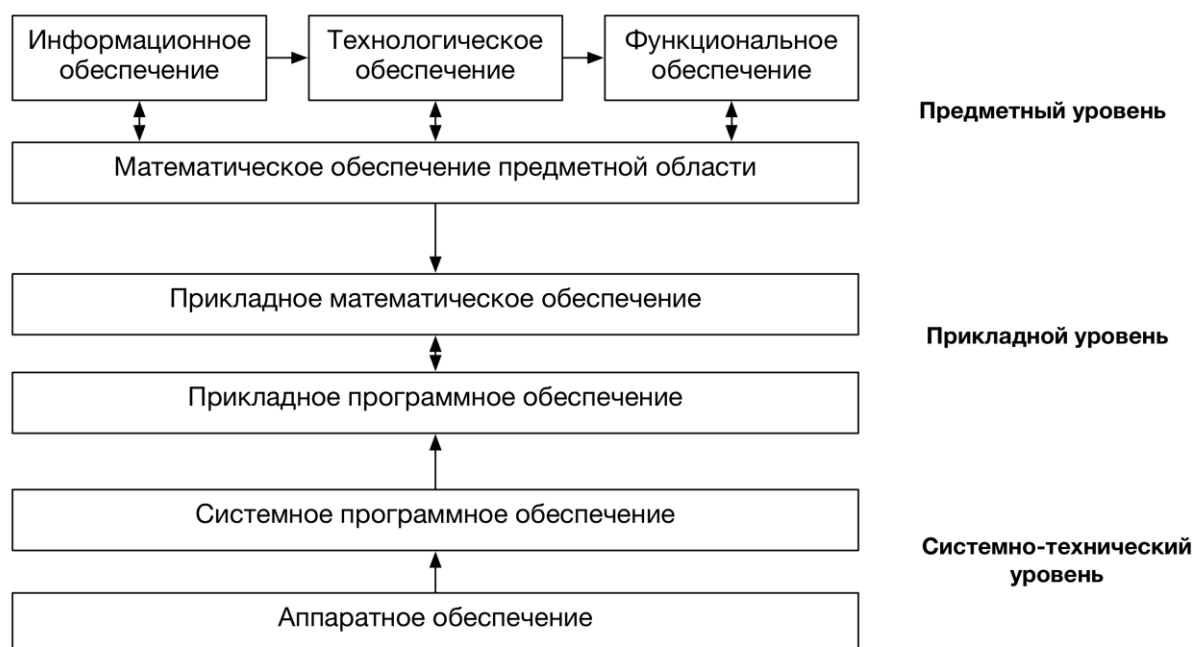 Информационное
обеспечение
Технологическое
обеспечение
Функциональное
обеспечение
Предметный уровень
Математическое обеспечение предметной области
Прикладное математическое обеспечение
Прикладной уровень
Прикладное программное обеспечение
Системное программное обеспечение
Системно-технический
уровень
Аппаратное обеспечение